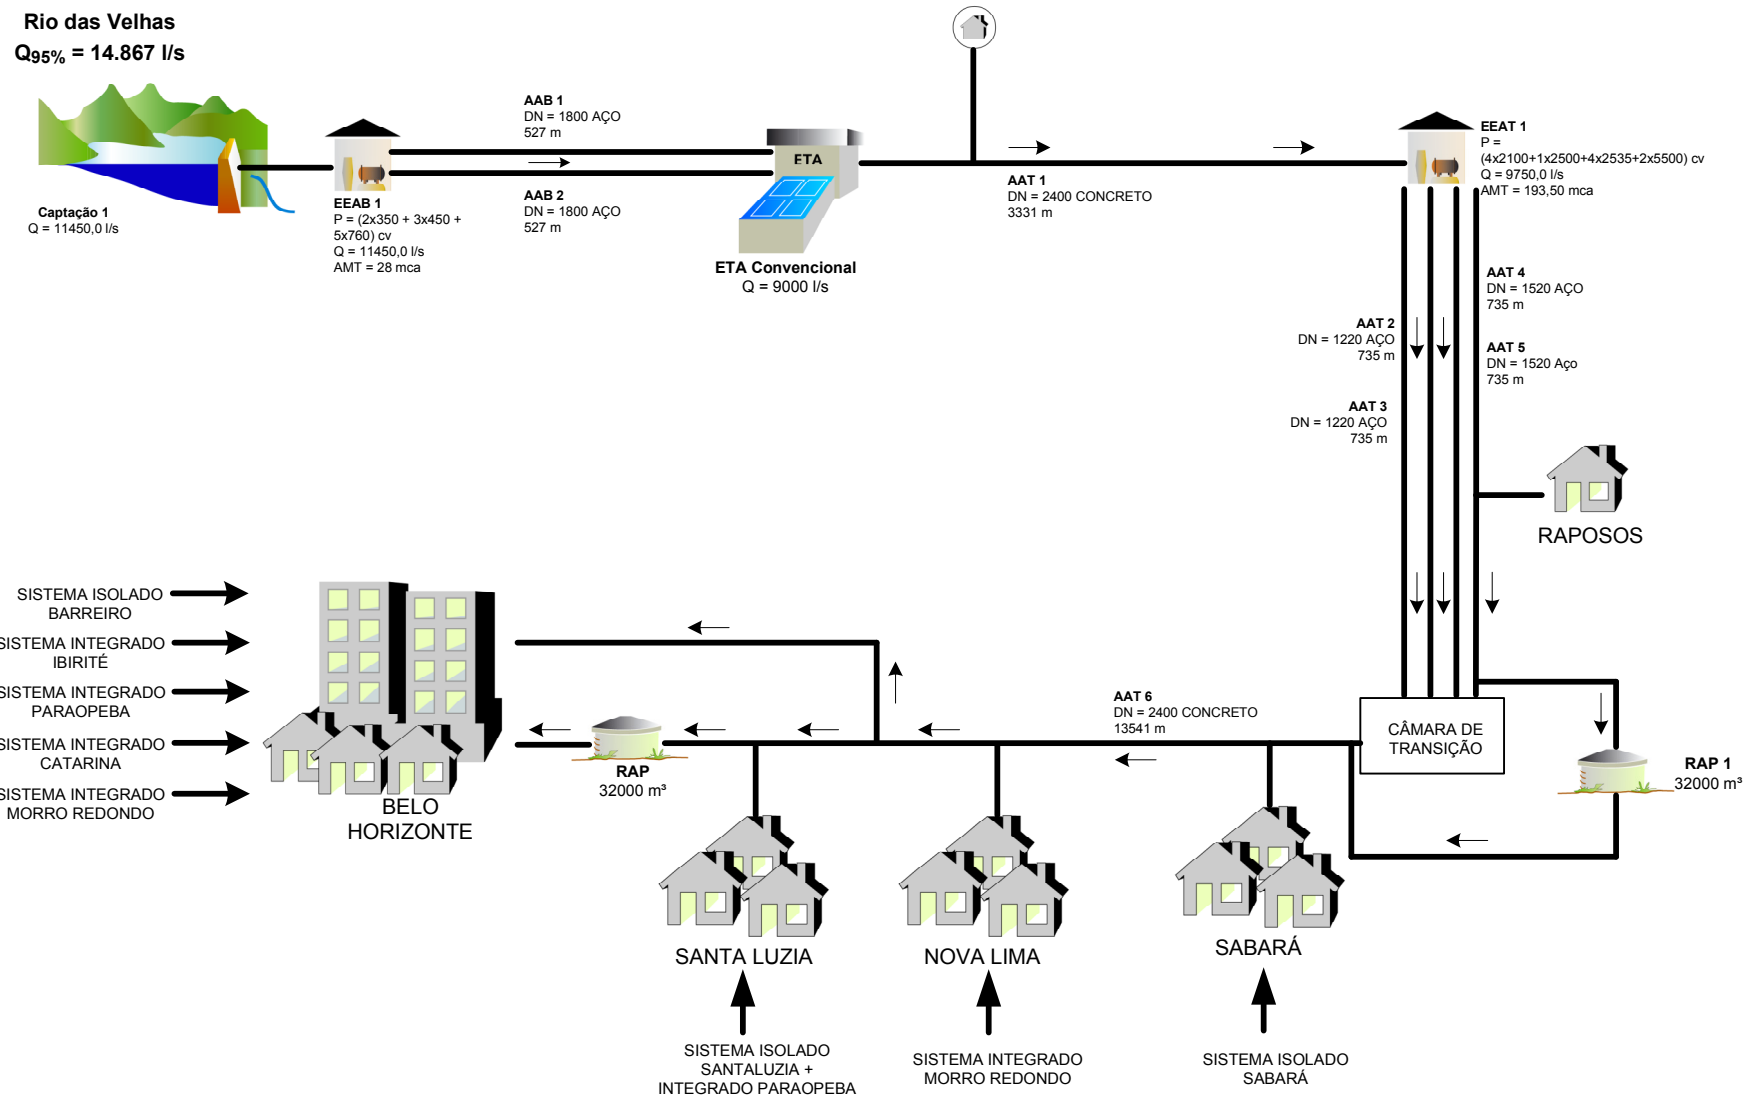 Rio das Velhas
Q95% = 14.867 l/s
Captação 1
Q = 11450,0 l/s
EEAB 1
P = (2x350 + 3x450 +
5x760) cv
Q = 11450,0 l/s
AMT = 28 mca
AAB 1
DN = 1800 AÇO
527 m
AAB 2
DN = 1800 AÇO
527 m
ETA
ETA Convencional
Q = 9000 l/s
AAT 1
DN = 2400 CONCRETO
3331 m
EEAT 1
P =
(4x2100+1x2500+4x2535+2x5500) cv
Q = 9750,0 l/s
AMT = 193,50 mca
AAT 4
DN = 1520 AÇO
735 m
AAT 2
DN = 1220 AÇO
735 m
AAT 5
DN = 1520 Aço
735 m
AAT 3
DN = 1220 AÇO
735 m
RAPOSOS
SISTEMA ISOLADO
BARREIRO
SISTEMA INTEGRADO
IBIRITÉ
SISTEMA INTEGRADO
PARAOPEBA
SISTEMA INTEGRADO
CATARINA
SISTEMA INTEGRADO
MORRO REDONDO
BELO
HORIZONTE
RAP
32000 m³
AAT 6
DN = 2400 CONCRETO
13541 m
CÂMARA DE
TRANSIÇÃO
RAP 1
32000 m³
SANTA LUZIA
NOVA LIMA
SABARÁ
SISTEMA ISOLADO
SANTALUZIA +
INTEGRADO PARAOPEBA
SISTEMA INTEGRADO
MORRO REDONDO
SISTEMA ISOLADO
SABARÁ